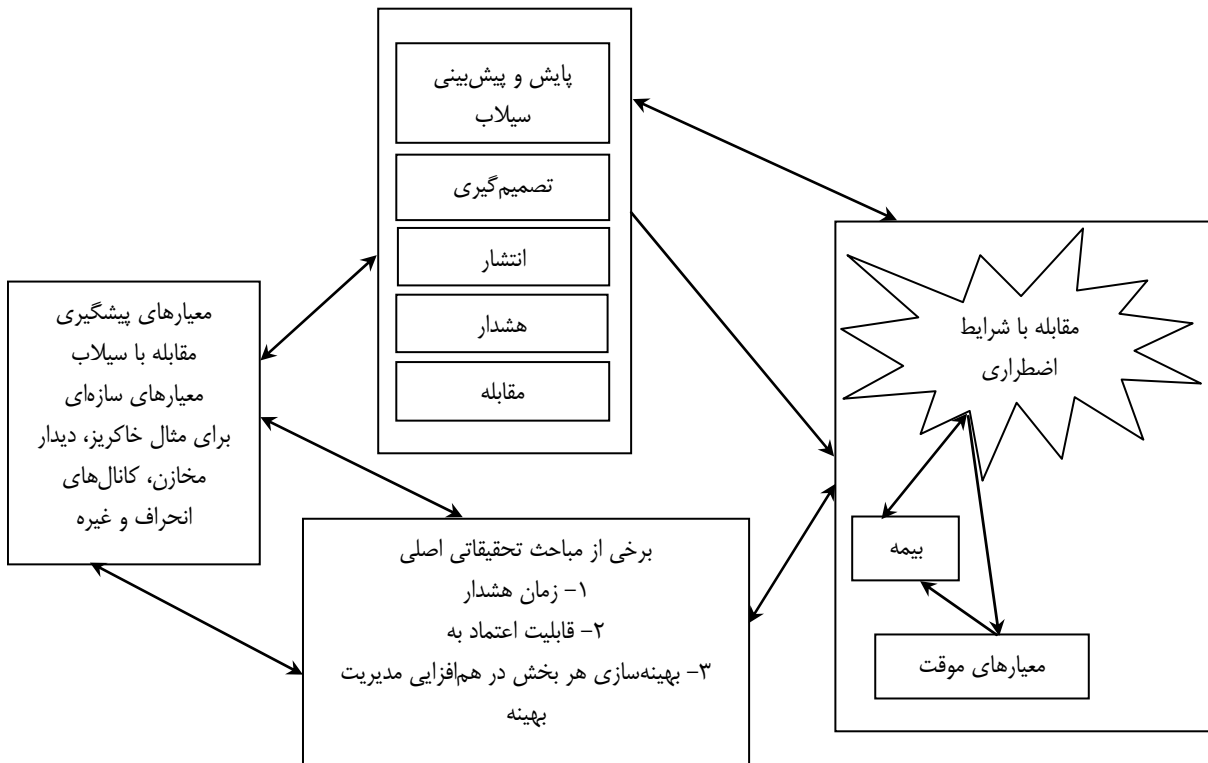 پایش و پیش‌بینی
سیلاب
تصمیم‌گیری
انتشار
هشدار
مقابله
مقابله با شرایط
اضطراری
بیمه
معیارهای موقت
معیارهای پیشگیری
مقابله با سیلاب
معیارهای سازه‌ای
برای مثال خاکریز، دیدار
مخازن، کانال‌های
انحراف و غیره
برخی از مباحث تحقیقاتی اصلی
۱- زمان هشدار
۲- قابلیت اعتماد به
۳- بهینه‌سازی هر بخش در هم‌افزایی مدیریت
بهینه